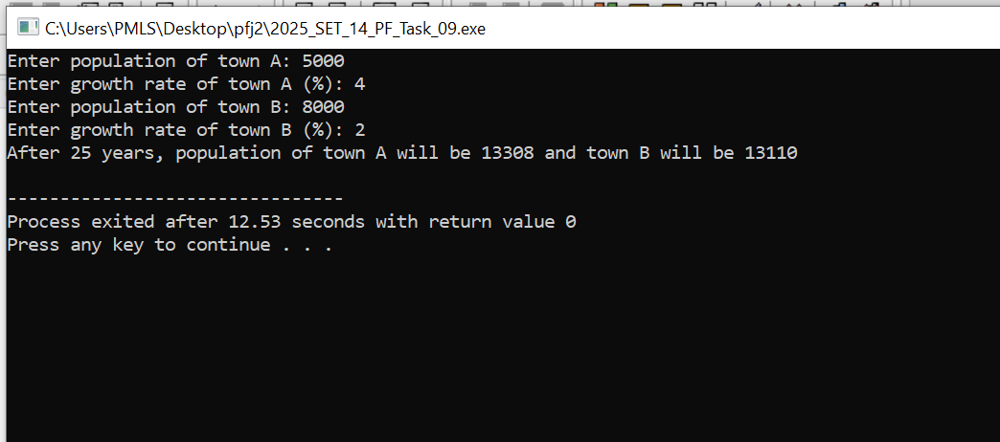 C:\Users\PMLS\Desktop\pfj2\2025_SET_14_PF_Task_09.exe
Enter population of town A: 5000
Enter growth rate of town A (%): 4
Enter population of town B: 8000
Enter growth rate of town B (%): 2
After 25 years, population of town A will be 13308 and town B will be 13110
--------------------------------
Process exited after 12.53 seconds with return value 0
Press any key to continue . . .